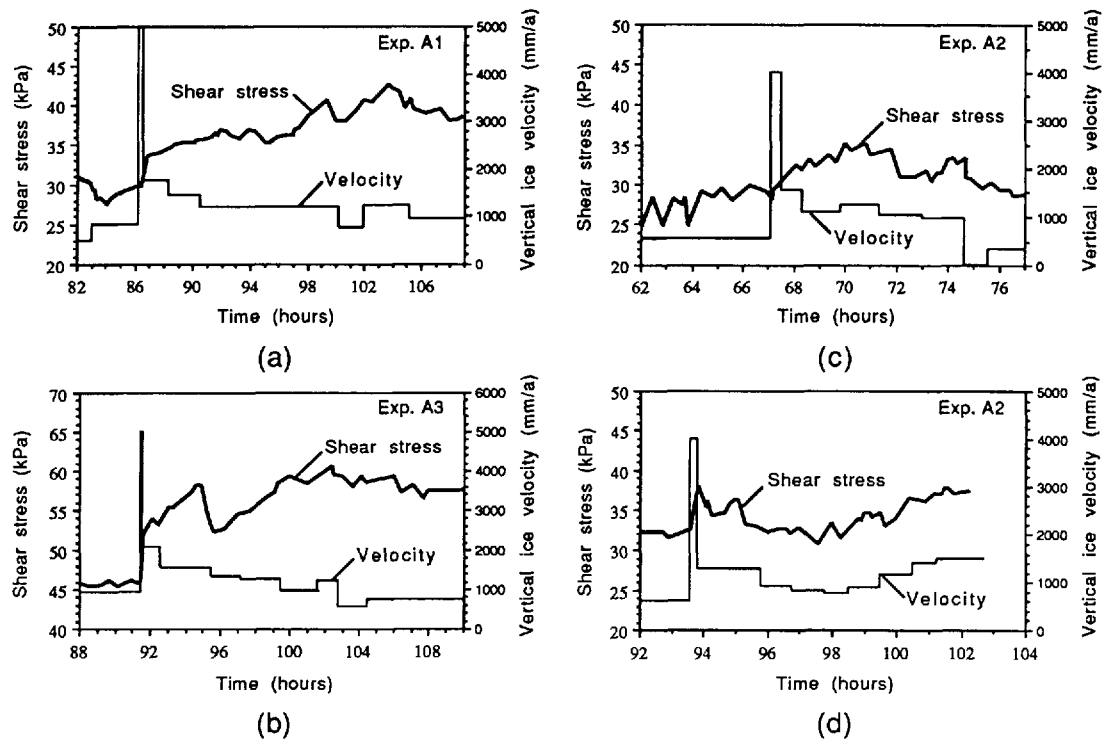 Exp. A1
Shear stress
Velocity
Shear stress (kPa)
50
45
40
35
30
25
20
Vertical ice velocity (mm/a)
5000
4000
3000
2000
1000
0
82 86 90 94 98 102 106
Time (hours)
(a)
Exp. A2
Shear stress
Velocity
Shear stress (kPa)
50
45
40
35
30
25
20
Vertical ice velocity (mm/a)
5000
4000
3000
2000
1000
0
62 64 66 68 70 72 74 76
Time (hours)
(c)
Exp. A3
Shear stress
Velocity
Shear stress (kPa)
70
65
60
55
50
45
40
Vertical ice velocity (mm/a)
6000
5000
4000
3000
2000
1000
0
88 92 96 100 104 108
Time (hours)
(b)
Exp. A2
Shear stress
Velocity
Shear stress (kPa)
50
45
40
35
30
25
20
Vertical ice velocity (mm/a)
5000
4000
3000
2000
1000
0
92 94 96 98 100 102 104
Time (hours)
(d)